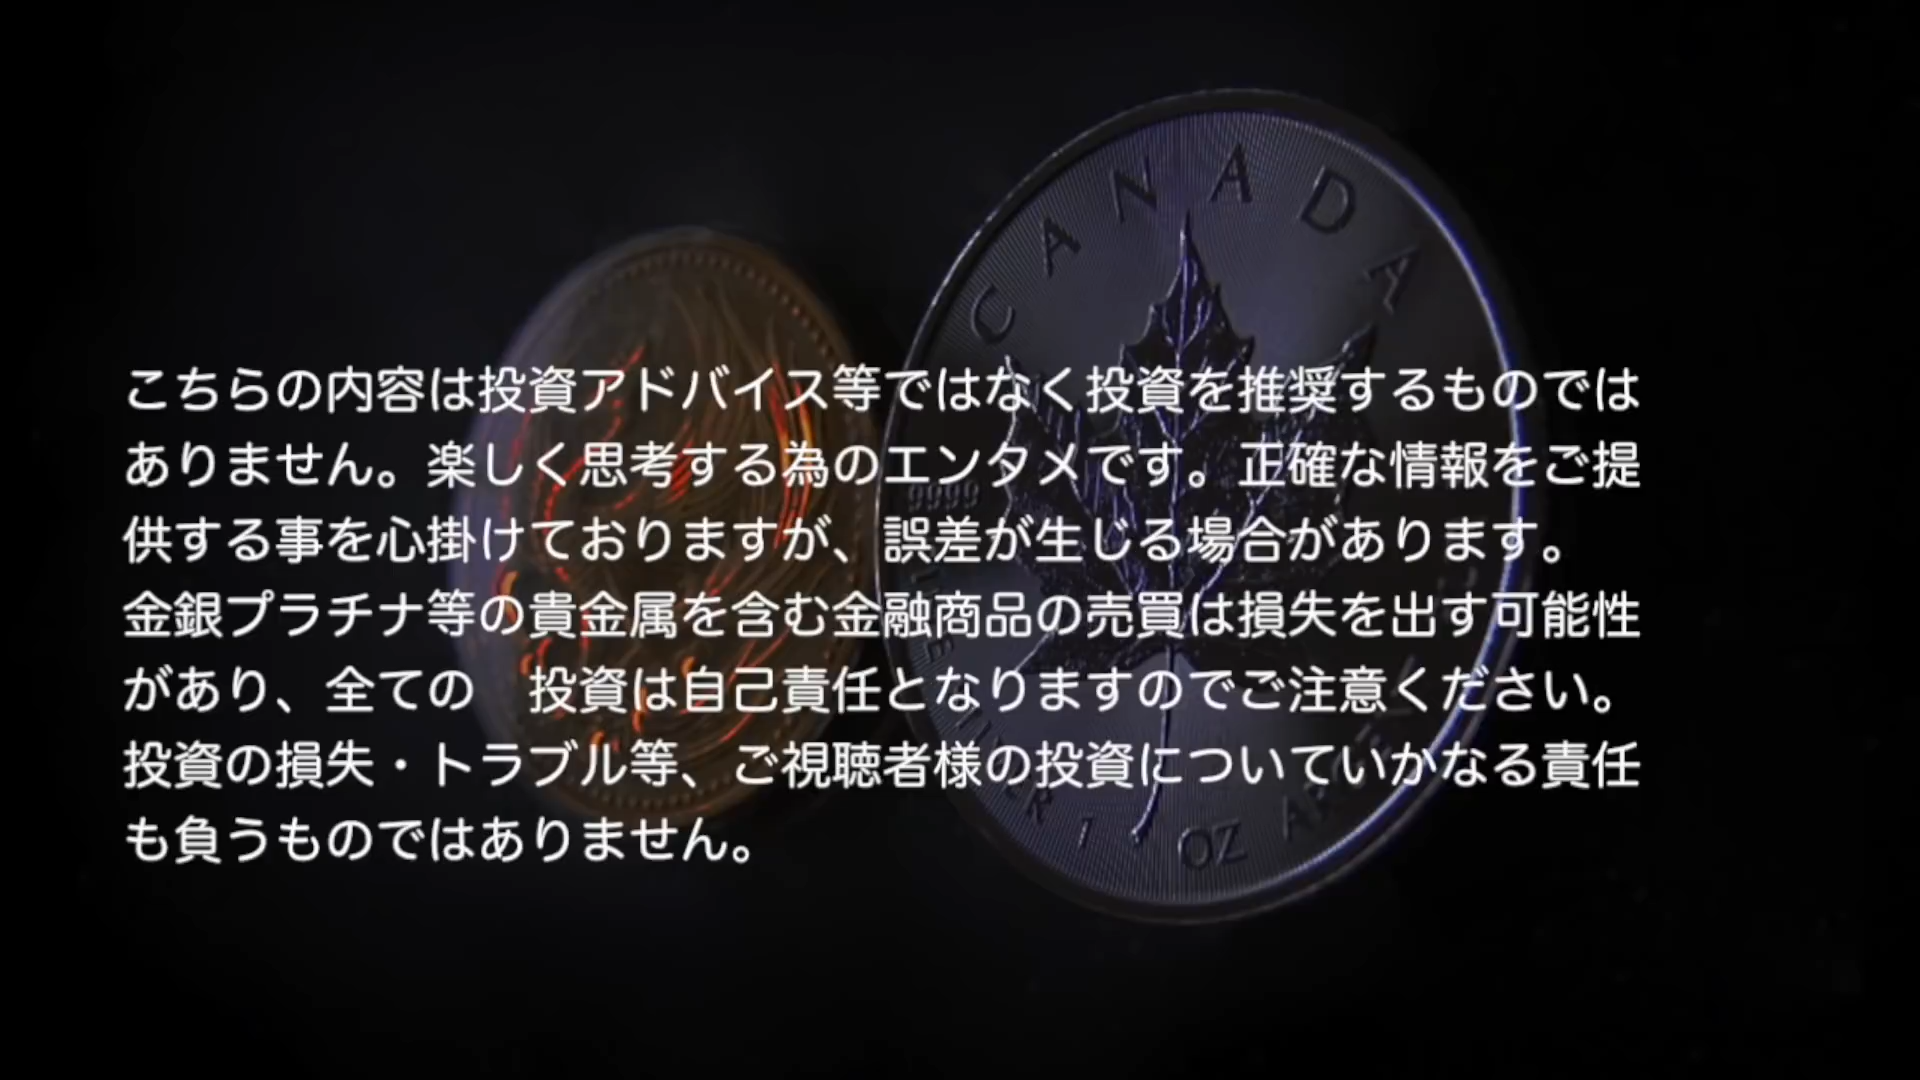 CANADA
9999
こちらの内容は投資アドバイス等ではなく投資を推奨するものでは
ありません。楽しく思考する為のエンタメです。正確な情報をご提
供する事を心掛けておりますが、誤差が生じる場合があります。
金銀プラチナ等の貴金属を含む金融商品の売買は損失を出す可能性
があり、全ての　投資は自己責任となりますのでご注意ください。
投資の損失・トラブル等、ご視聴者様の投資についていかなる責任
も負うものではありません。
1 OZ